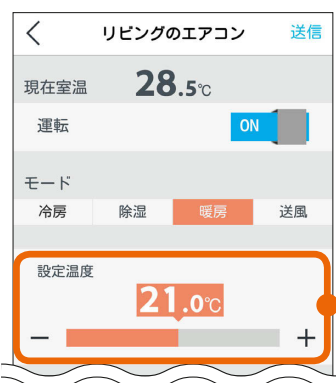 リビングのエアコン 送信
現在室温 28.5℃
運転 ON
モード
冷房 除湿 暖房 送風
設定温度
21.0℃
− +